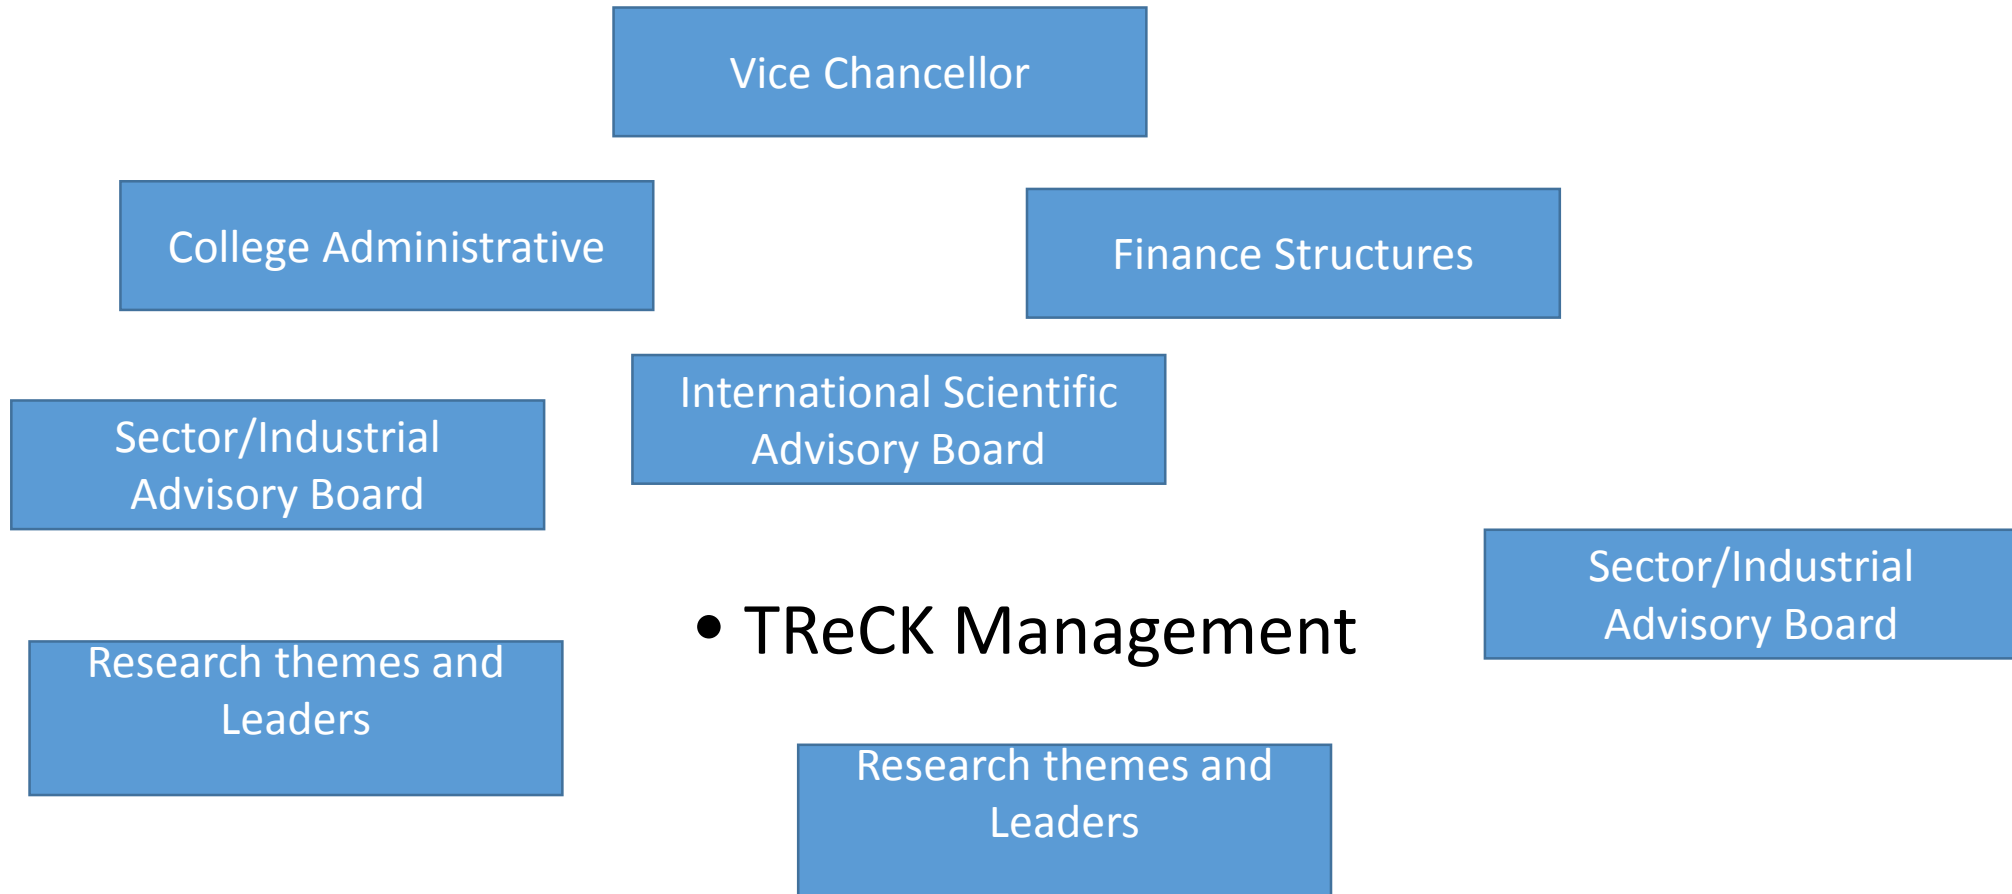 Vice Chancellor
College Administrative
Finance Structures
International Scientific
Advisory Board
Sector/Industrial
Advisory Board
Sector/Industrial
Advisory Board
• TReCK Management
Research themes and
Leaders
Research themes and
Leaders